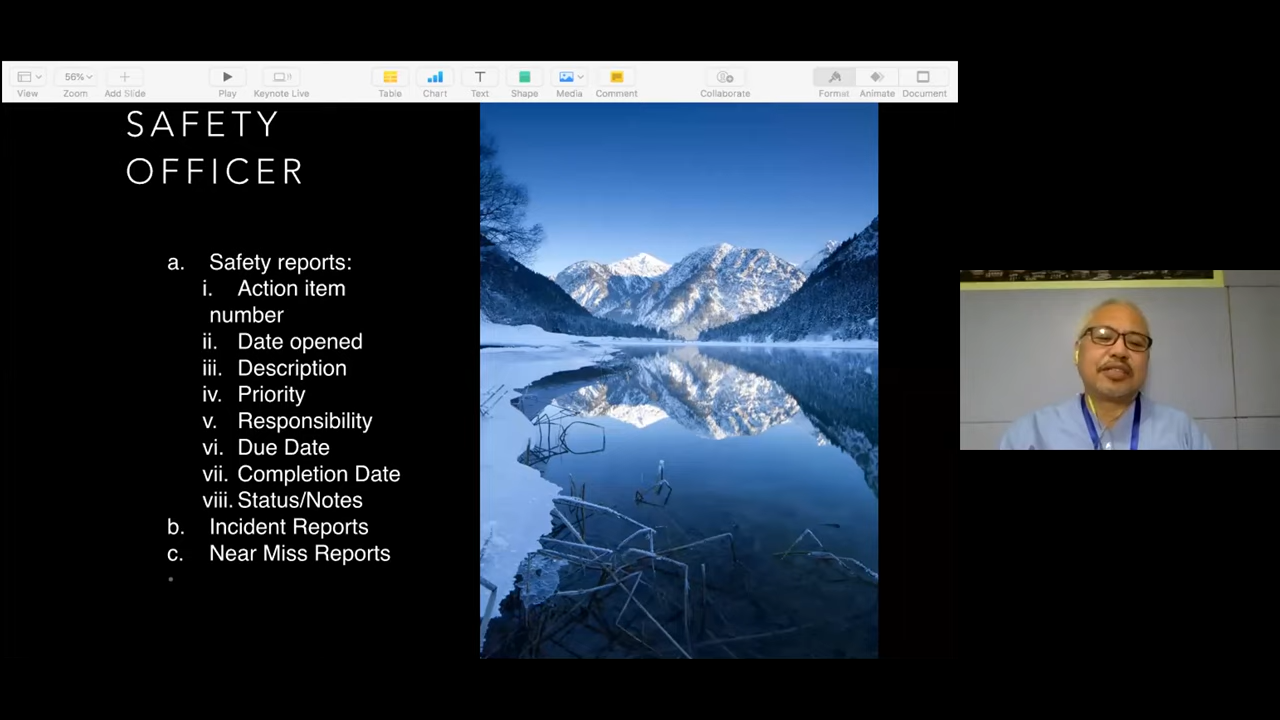 56%
View
Zoom
Add Slide
Play
Keynote Live
Table
Chart
Text
Shape
Media
Comment
Collaborate
Format
Animate
Document
SAFETY
OFFICER
a. Safety reports:
i. Action item
number
ii. Date opened
iii. Description
iv. Priority
v. Responsibility
vi. Due Date
vii. Completion Date
viii. Status/Notes
b. Incident Reports
c. Near Miss Reports